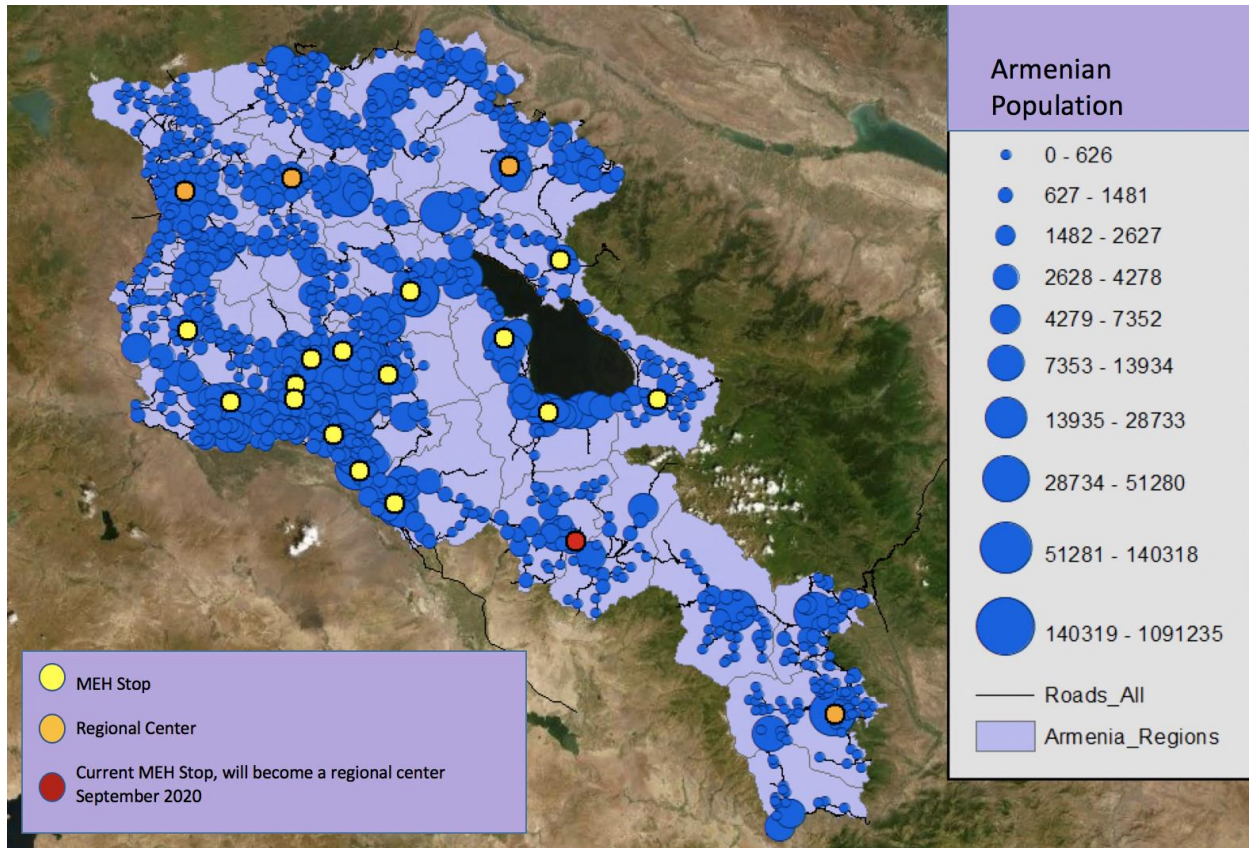 Armenian
Population
0 - 626
627 - 1481
1482 - 2627
2628 - 4278
4279 - 7352
7353 - 13934
13935 - 28733
28734 - 51280
51281 - 140318
140319 - 1091235
Roads_All
Armenia_Regions
MEH Stop
Regional Center
Current MEH Stop, will become a regional center
September 2020